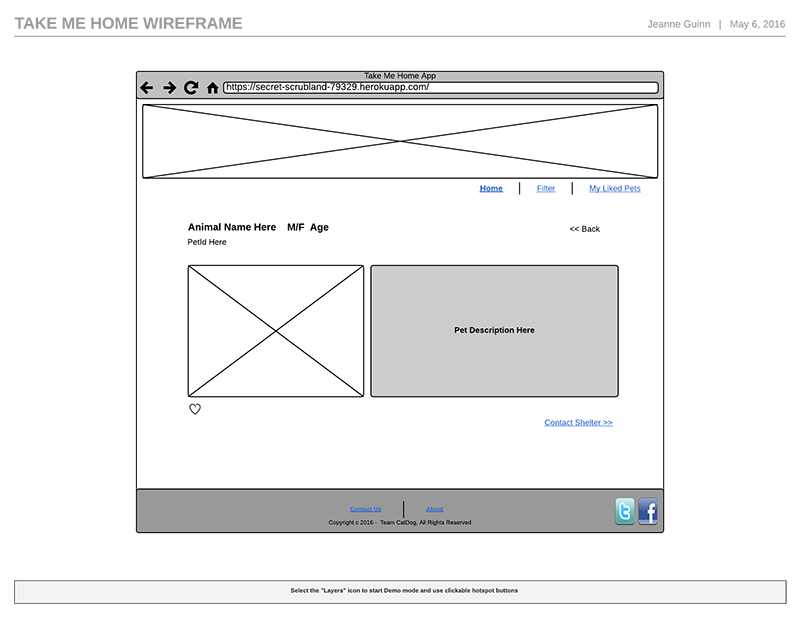 TAKE ME HOME WIREFRAME
Jeanne Guinn | May 6, 2016
Take Me Home App
https://secret-scrubland-79329.herokuapp.com/
Home | Filter | My Liked Pets
Animal Name Here M/F Age
<< Back
PetId Here
Pet Description Here
Contact Shelter >>
Contact Us | About
Copyright c 2016 - Team CatDog, All Rights Reserved
Select the "Layers" icon to start Demo mode and use clickable hotspot buttons